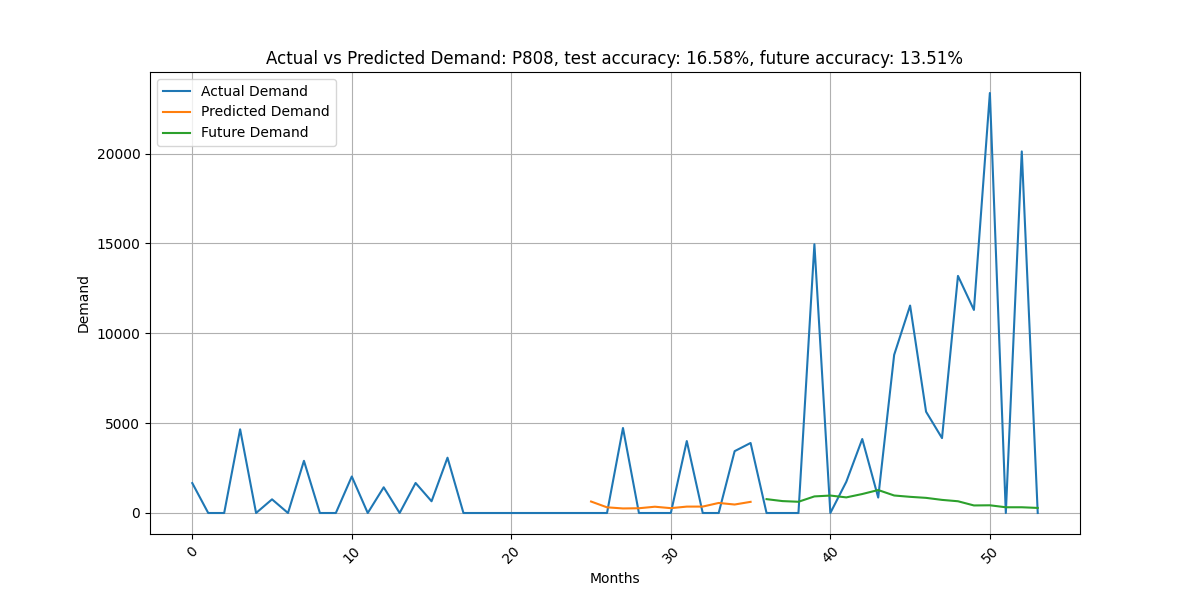 Actual vs Predicted Demand: P808, test accuracy: 16.58%, future accuracy: 13.51%
Actual Demand
Predicted Demand
Future Demand
20000
15000
10000
5000
0
Demand
0 10 20 30 40 50
Months